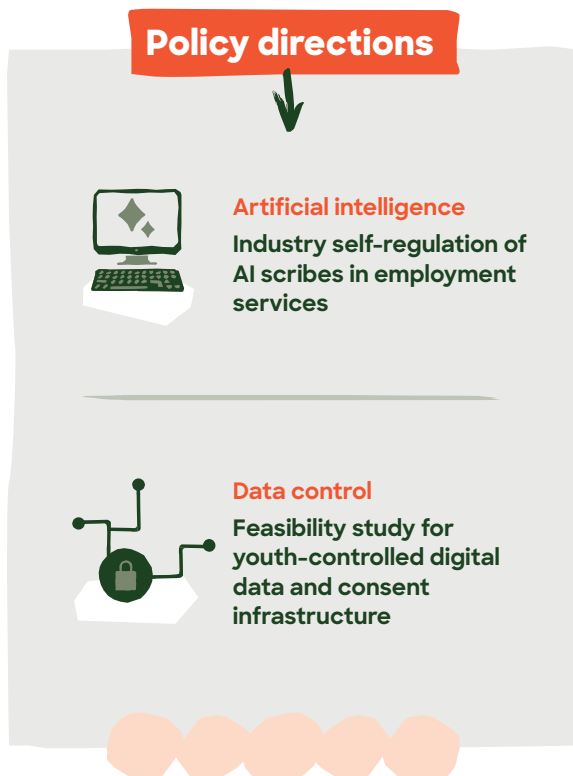 Policy directions
Artificial intelligence
Industry self-regulation of
AI scribes in employment
services
Data control
Feasibility study for
youth-controlled digital
data and consent
infrastructure